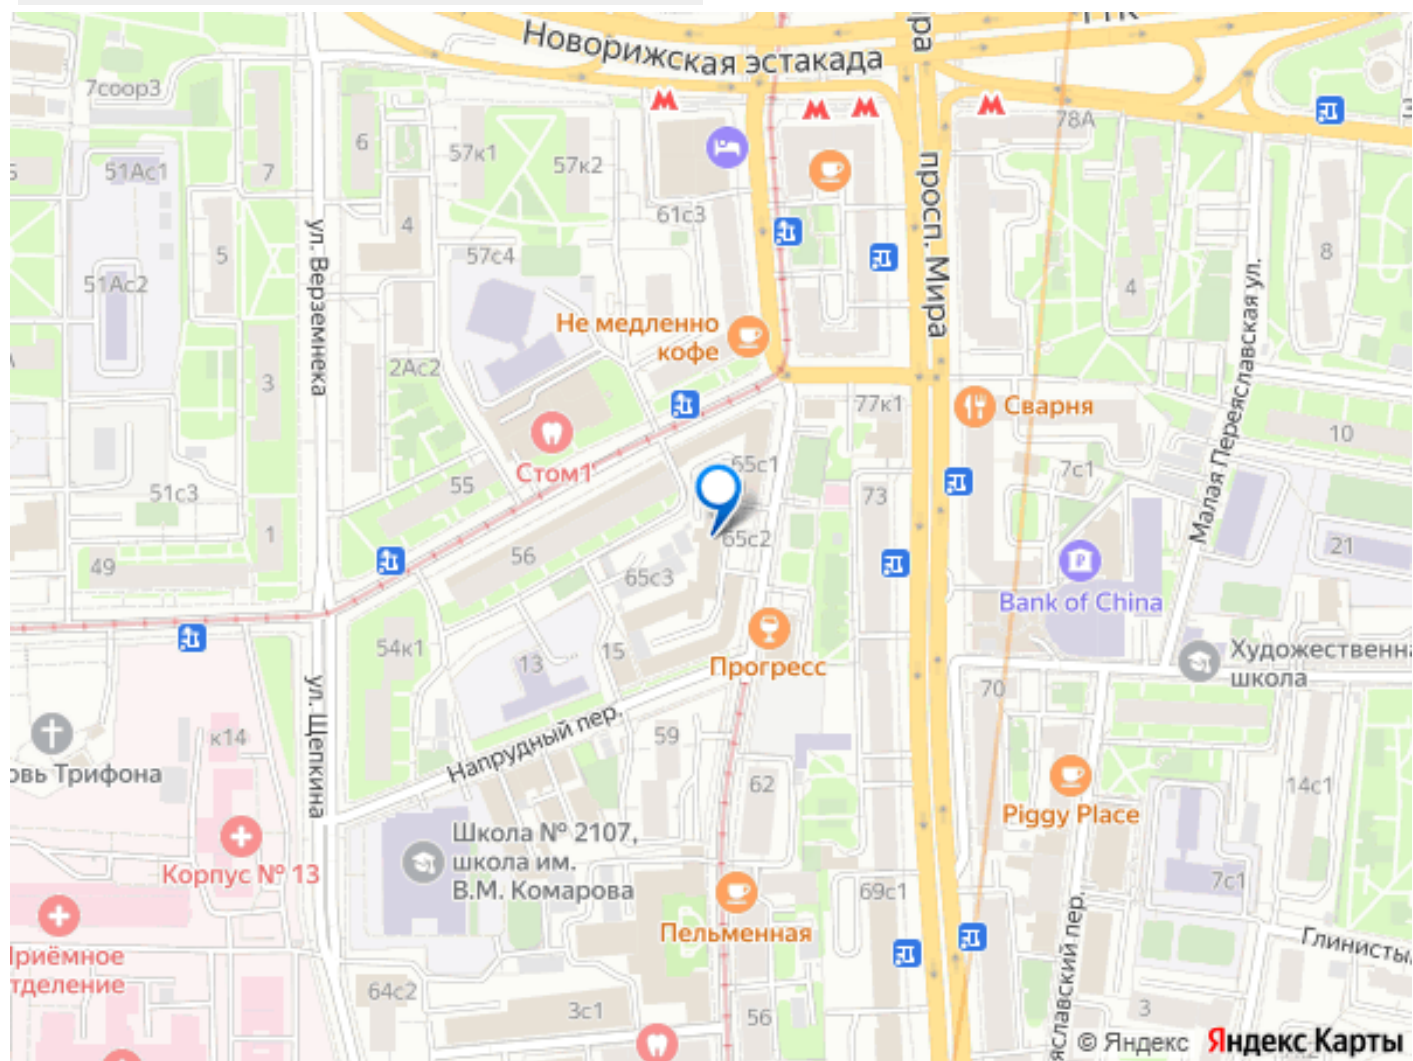 Новорижская эстакада
ТТК
7соор3
6
57к1
57к2
78А
51Ас1
7
5
4
61с3
просп. Мира
8
57с4
51Ас2
ул. Верземнека
4
Не медленно
кофе
3
2Ас2
77к1
Сварня
Малая Переяславская ул.
10
65с1
7с1
Стом1
51с3
55
73
1
65с2
21
49
56
65с3
Bank of China
Прогресс
54к1
13
15
Художественна
школа
70
ул. Щепкина
Напрудный пер.
59
к14
овь Трифона
62
14с1
Piggy Place
Школа № 2107,
школа им.
В.М. Комарова
Корпус № 13
7с1
69с1
Пельменная
Глинисты
риёмное
тделение
64с2
3с1
56
3
яславский пер.
© Яндекс Яндекс Карты